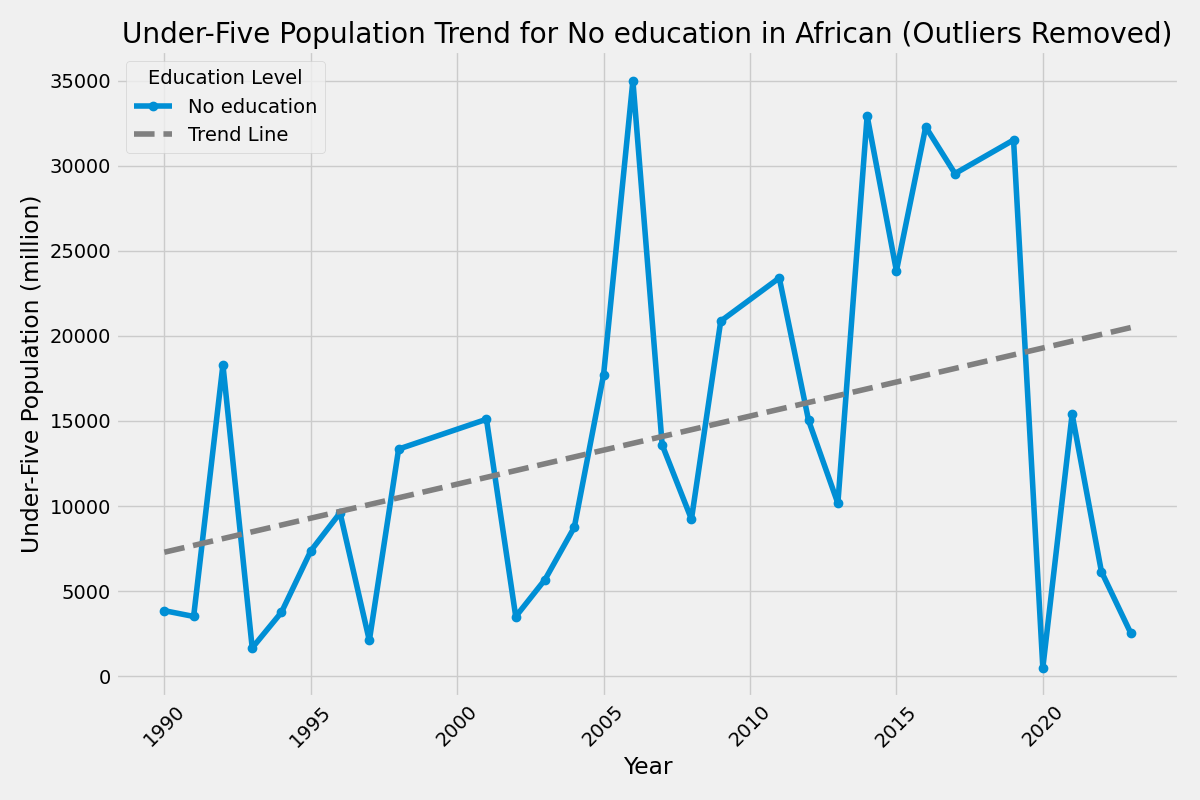 Under-Five Population Trend for No education in African (Outliers Removed)
Education Level
No education
Trend Line
Under-Five Population (million)
35000
30000
25000
20000
15000
10000
5000
0
1990
1995
2000
2005
2010
2015
2020
Year